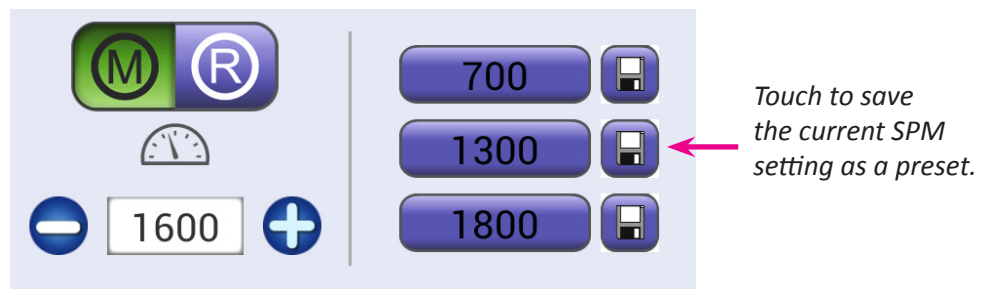 M R
700
1300
1600
1800
Touch to save
the current SPM
setting as a preset.